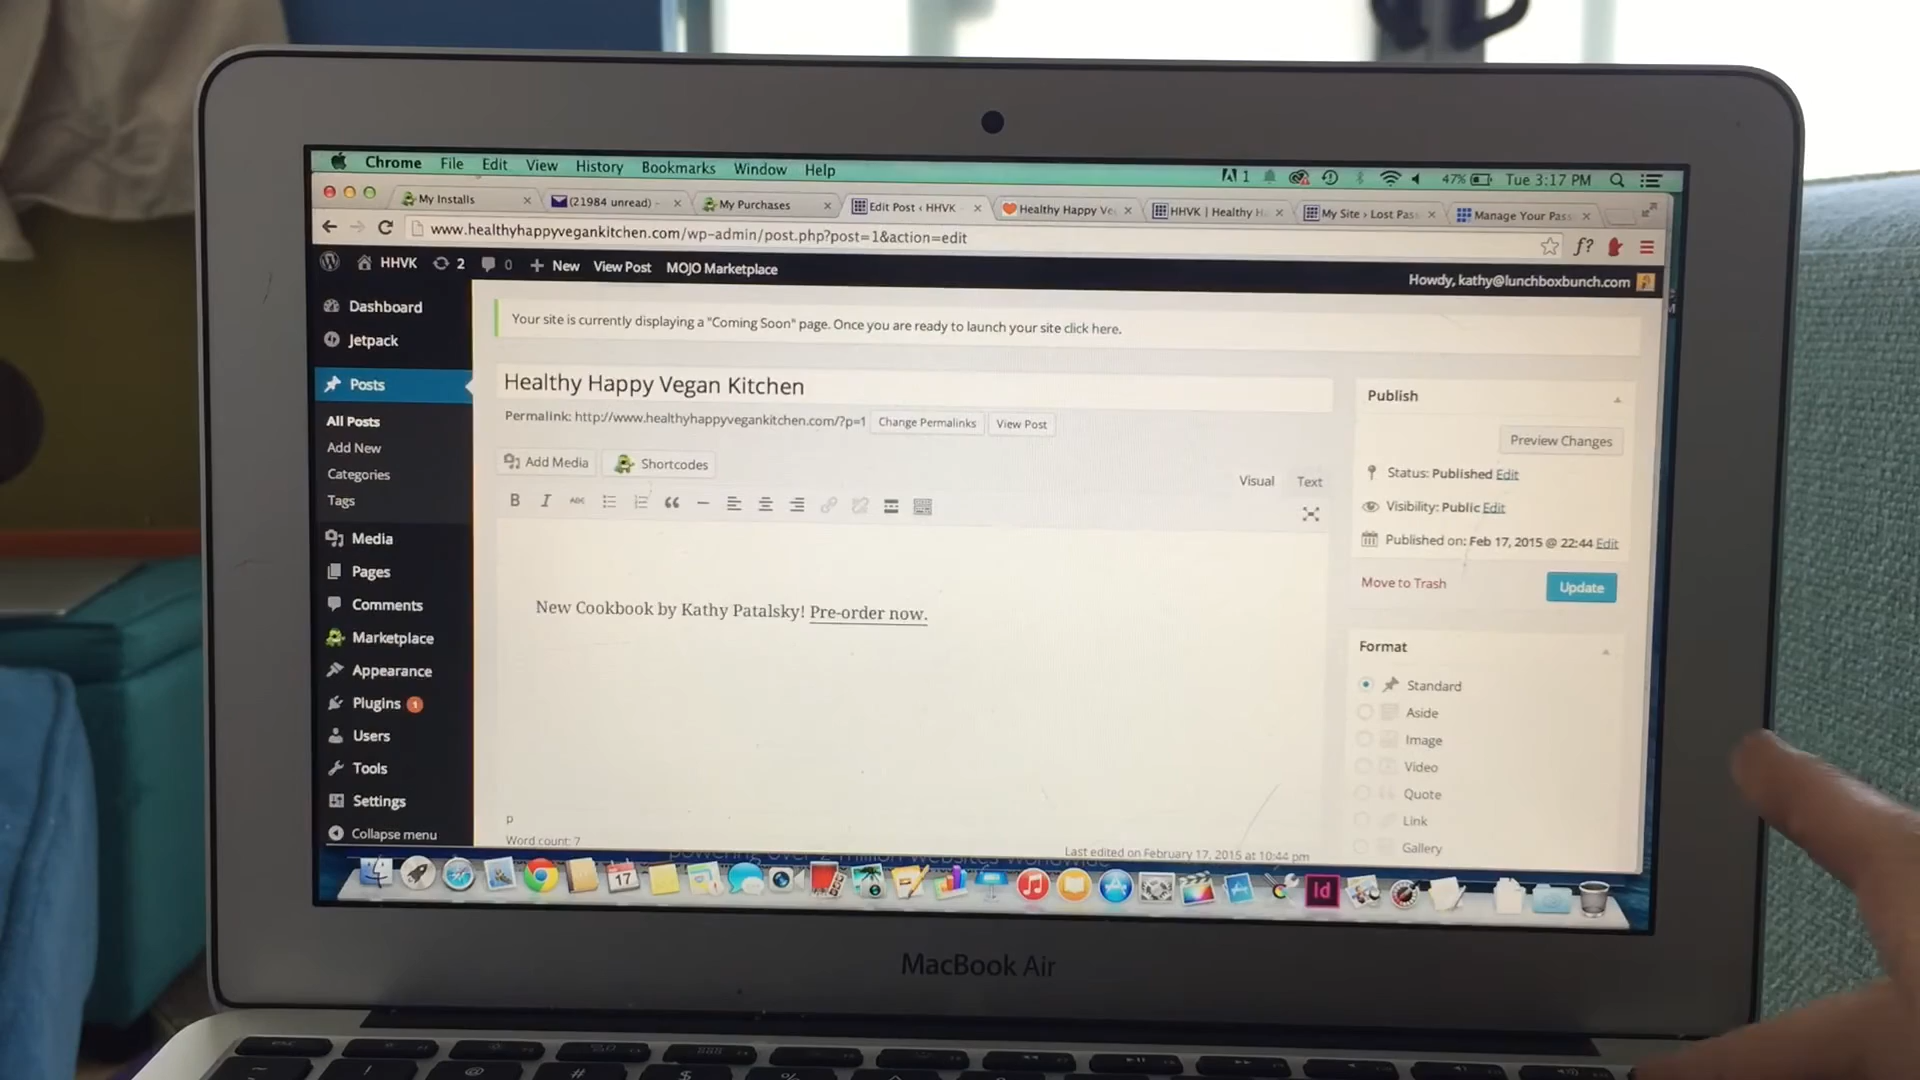 Chrome File Edit View History Bookmarks Window Help
1 47% Tue 3:17 PM
My Installs (21984 unread) - My Purchases Edit Post ‹ HHVK Healthy Happy Ve HHVK | Healthy H My Site › Lost Pas Manage Your Pas
www.healthyhappyvegankitchen.com/wp-admin/post.php?post=1&action=edit f?
HHVK 2 0 + New View Post MOJO Marketplace
Howdy, kathy@lunchboxbunch.com
Dashboard
Jetpack
Posts
All Posts
Add New
Categories
Tags
Media
Pages
Comments
Marketplace
Appearance
Plugins 1
Users
Tools
Settings
Collapse menu
Your site is currently displaying a "Coming Soon" page. Once you are ready to launch your site click here.
Healthy Happy Vegan Kitchen
Permalink: http://www.healthyhappyvegankitchen.com/?p=1 Change Permalinks View Post
Add Media Shortcodes
Visual Text
B I ABC
New Cookbook by Kathy Patalsky! Pre-order now.
p
Word count: 7
Last edited on February 17, 2015 at 10:44 pm
Publish
Preview Changes
Status: Published Edit
Visibility: Public Edit
Published on: Feb 17, 2015 @ 22:44 Edit
Move to Trash Update
Format
Standard
Aside
Image
Video
Quote
Link
Gallery
17
Id
MacBook Air
esc
~ ! @ # $ %